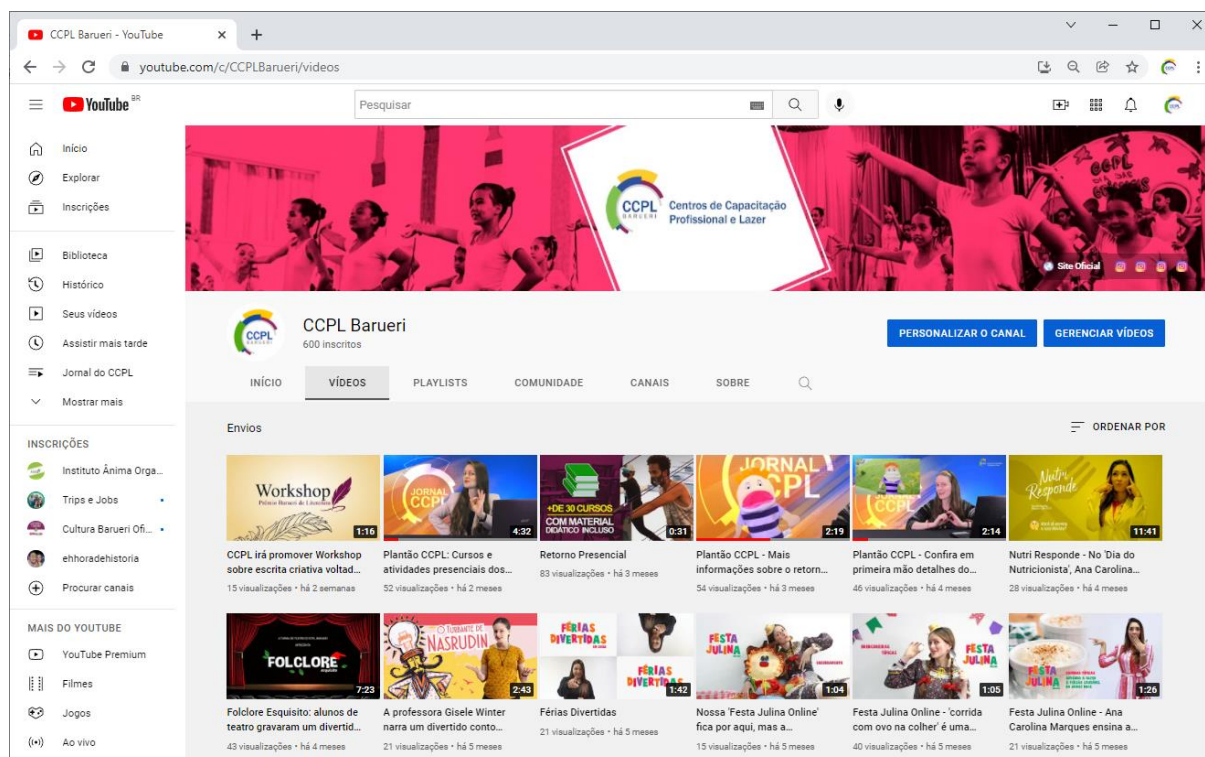 CCPL Barueri - YouTube
youtube.com/c/CCPLBarueri/videos
YouTube BR
Pesquisar
Início
Explorar
Inscrições
Biblioteca
Histórico
Seus vídeos
Assistir mais tarde
Jornal do CCPL
Mostrar mais
INSCRIÇÕES
Instituto Ânima Orga...
Trips e Jobs
Cultura Barueri Ofi...
ehhoradehistoria
Procurar canais
MAIS DO YOUTUBE
YouTube Premium
Filmes
Jogos
Ao vivo
CCPL
BARUERI
Centros de Capacitação
Profissional e Lazer
Site Oficial
CCPL
BARUERI
CCPL Barueri
600 inscritos
PERSONALIZAR O CANAL
GERENCIAR VÍDEOS
INÍCIO VÍDEOS PLAYLISTS COMUNIDADE CANAIS SOBRE
Envios
ORDENAR POR
Workshop
Prêmio Barueri de Literatura
1:16
CCPL irá promover Workshop
sobre escrita criativa voltad...
15 visualizações • há 2 semanas
JORNAL
CCPL
4:32
Plantão CCPL: Cursos e
atividades presenciais dos...
52 visualizações • há 2 meses
+DE 30 CURSOS
COM MATERIAL
DIDÁTICO INCLUSO
0:31
Retorno Presencial
83 visualizações • há 3 meses
JORNAL
CCPL
2:19
Plantão CCPL - Mais
informações sobre o retorn...
54 visualizações • há 3 meses
JORNAL
CCPL
2:14
Plantão CCPL - Confira em
primeira mão detalhes do...
46 visualizações • há 4 meses
Nutri
Responde
11:41
Nutri Responde - No 'Dia do
Nutricionista', Ana Carolina...
28 visualizações • há 4 meses
FOLCLORE
esquisito
7:23
Folclore Esquisito: alunos de
teatro gravaram um divertid...
43 visualizações • há 4 meses
O TURBANTE DE
NASRUDIN
2:43
A professora Gisele Winter
narra um divertido conto...
21 visualizações • há 5 meses
FÉRIAS
DIVERTIDAS
FÉRIAS
DIVERTIDAS
1:42
Férias Divertidas
21 visualizações • há 5 meses
FESTA
JULINA
1:04
Nossa 'Festa Julina Online'
fica por aqui, mas a...
15 visualizações • há 5 meses
BRINCADEIRAS
TÍPICAS
FESTA
JULINA
1:05
Festa Julina Online - 'corrida
com ovo na colher' é uma...
40 visualizações • há 5 meses
FESTA
JULINA
1:26
Festa Julina Online - Ana
Carolina Marques ensina a...
21 visualizações • há 5 meses